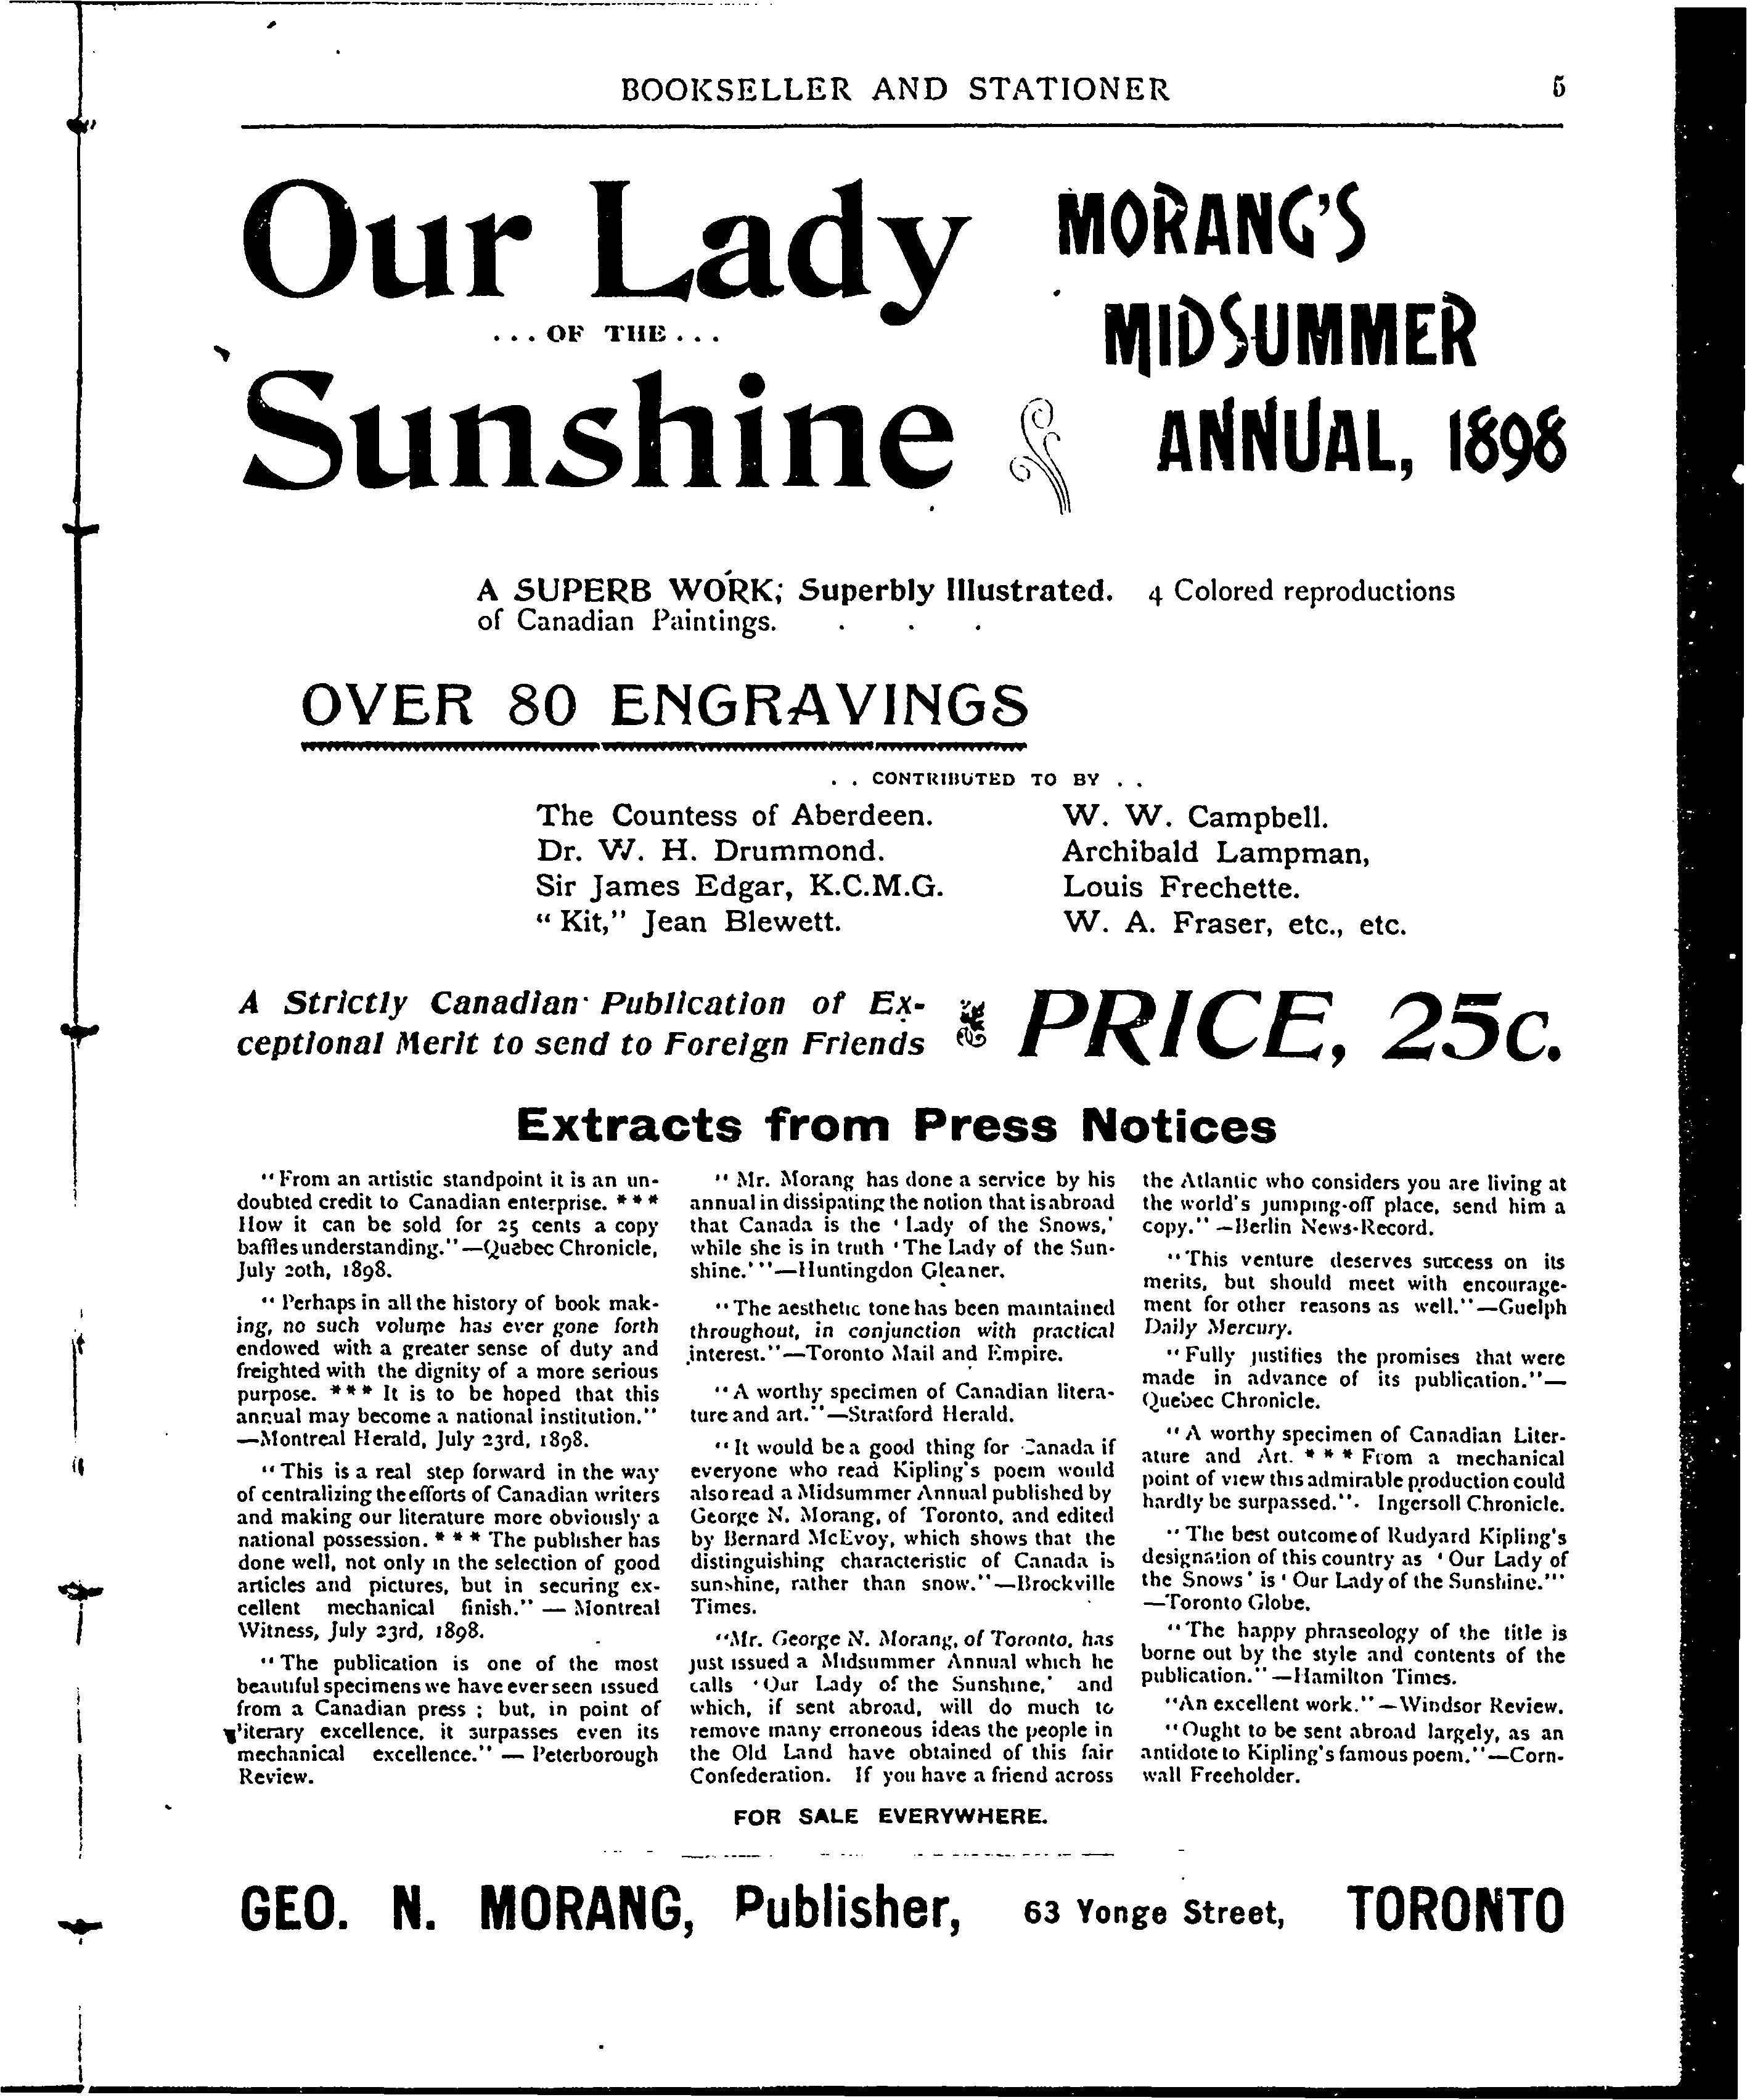 BOOKSELLER AND STATIONER 5
Our Lady
... OF THE ...
Sunshine
MORANG'S
MIDSUMMER
ANNUAL, 1898
A SUPERB WORK; Superbly Illustrated. 4 Colored reproductions
of Canadian Paintings. . . .
OVER 80 ENGRAVINGS
. . CONTRIBUTED TO BY . .
The Countess of Aberdeen.
Dr. W. H. Drummond.
Sir James Edgar, K.C.M.G.
"Kit," Jean Blewett.
W. W. Campbell.
Archibald Lampman,
Louis Frechette.
W. A. Fraser, etc., etc.
A Strictly Canadian Publication of Ex-
ceptional Merit to send to Foreign Friends
PRICE, 25c.
Extracts from Press Notices
"From an artistic standpoint it is an un-
doubted credit to Canadian enterprise. * * *
How it can be sold for 25 cents a copy
baffles understanding."—Quebec Chronicle,
July 20th, 1898.
"Perhaps in all the history of book mak-
ing, no such volume has ever gone forth
endowed with a greater sense of duty and
freighted with the dignity of a more serious
purpose. * * * It is to be hoped that this
annual may become a national institution."
—Montreal Herald, July 23rd, 1898.
"This is a real step forward in the way
of centralizing the efforts of Canadian writers
and making our literature more obviously a
national possession. * * * The publisher has
done well, not only in the selection of good
articles and pictures, but in securing ex-
cellent mechanical finish." — Montreal
Witness, July 23rd, 1898.
"The publication is one of the most
beautiful specimens we have ever seen issued
from a Canadian press ; but, in point of
literary excellence, it surpasses even its
mechanical excellence." — Peterborough
Review.
"Mr. Morang has done a service by his
annual in dissipating the notion that is abroad
that Canada is the 'Lady of the Snows,'
while she is in truth 'The Lady of the Sun-
shine.'"—Huntingdon Gleaner.
"The aesthetic tone has been maintained
throughout, in conjunction with practical
interest."—Toronto Mail and Empire.
"A worthy specimen of Canadian litera-
ture and art."—Stratford Herald.
"It would be a good thing for Canada if
everyone who read Kipling's poem would
also read a Midsummer Annual published by
George N. Morang, of Toronto, and edited
by Bernard McEvoy, which shows that the
distinguishing characteristic of Canada is
sunshine, rather than snow."—Brockville
Times.
"Mr. George N. Morang, of Toronto, has
just issued a Midsummer Annual which he
calls 'Our Lady of the Sunshine,' and
which, if sent abroad, will do much to
remove many erroneous ideas the people in
the Old Land have obtained of this fair
Confederation. If you have a friend across
the Atlantic who considers you are living at
the world's jumping-off place, send him a
copy."—Berlin News-Record.
"This venture deserves success on its
merits, but should meet with encourage-
ment for other reasons as well."—Guelph
Daily Mercury.
"Fully justifies the promises that were
made in advance of its publication."—
Quebec Chronicle.
"A worthy specimen of Canadian Liter-
ature and Art. * * * From a mechanical
point of view this admirable production could
hardly be surpassed." Ingersoll Chronicle.
"The best outcome of Rudyard Kipling's
designation of this country as 'Our Lady of
the Snows' is 'Our Lady of the Sunshine.'"
—Toronto Globe.
"The happy phraseology of the title is
borne out by the style and contents of the
publication."—Hamilton Times.
"An excellent work."—Windsor Review.
"Ought to be sent abroad largely, as an
antidote to Kipling's famous poem."—Corn-
wall Freeholder.
FOR SALE EVERYWHERE.
GEO. N. MORANG, Publisher, 63 Yonge Street, TORONTO